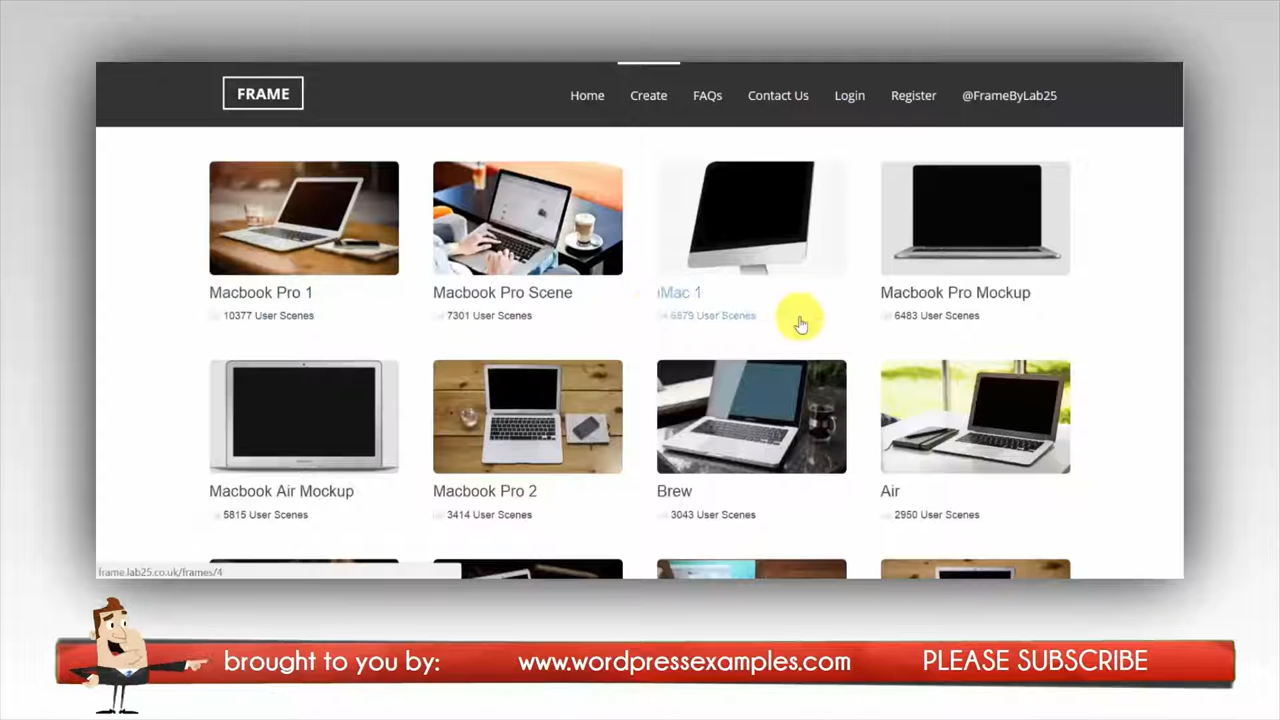 FRAME
Home Create FAQs Contact Us Login Register @FrameByLab25
Macbook Pro 1 Macbook Pro Scene iMac 1 Macbook Pro Mockup
10377 User Scenes 7301 User Scenes 6879 User Scenes 6483 User Scenes
Macbook Air Mockup Macbook Pro 2 Brew Air
5815 User Scenes 3414 User Scenes 3043 User Scenes 2950 User Scenes
frame.lab25.co.uk/frames/4
brought to you by: www.wordpressexamples.com PLEASE SUBSCRIBE